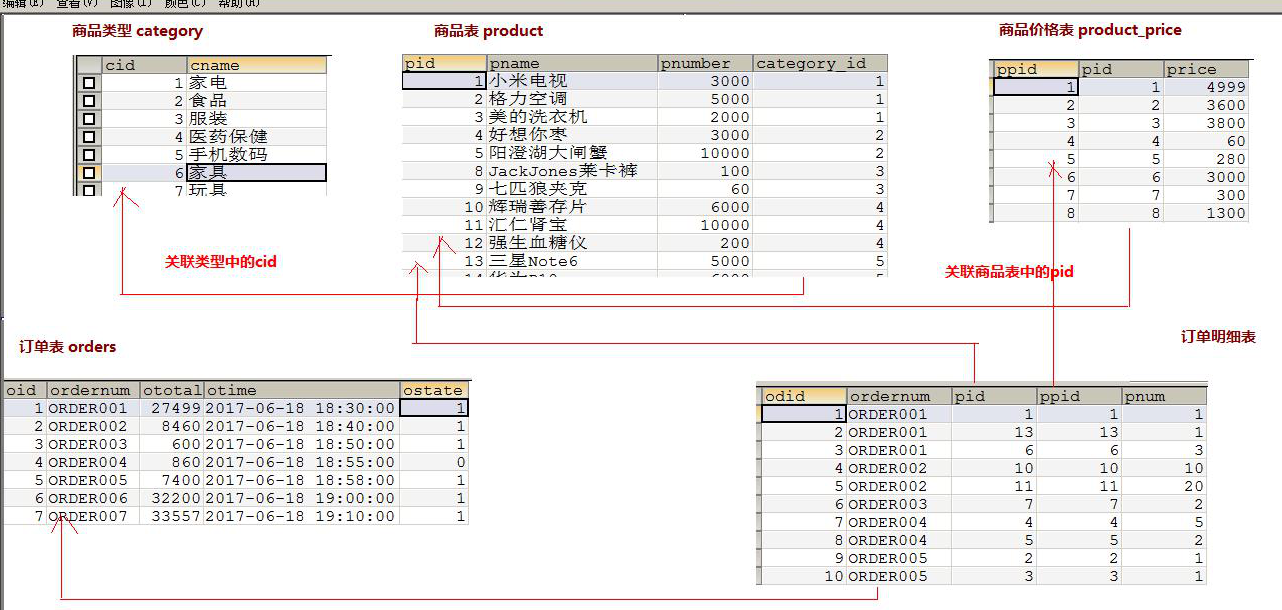 编辑(E) 查看(V) 图像(I) 颜色(C) 帮助(H)
商品类型 category
cid cname
1 家电
2 食品
3 服装
4 医药保健
5 手机数码
6 家具
7 玩具
商品表 product
pid pname pnumber category_id
1 小米电视 3000 1
2 格力空调 5000 1
3 美的洗衣机 2000 1
4 好想你枣 3000 2
5 阳澄湖大闸蟹 10000 2
8 JackJones莱卡裤 100 3
9 七匹狼夹克 60 3
10 辉瑞善存片 6000 4
11 汇仁肾宝 10000 4
12 强生血糖仪 200 4
13 三星Note6 5000 5
商品价格表 product_price
ppid pid price
1 1 4999
2 2 3600
3 3 3800
4 4 60
5 5 280
6 6 3000
7 7 300
8 8 1300
关联类型中的cid
关联商品表中的pid
订单表 orders
oid ordernum ototal otime ostate
1 ORDER001 27499 2017-06-18 18:30:00 1
2 ORDER002 8460 2017-06-18 18:40:00 1
3 ORDER003 600 2017-06-18 18:50:00 1
4 ORDER004 860 2017-06-18 18:55:00 0
5 ORDER005 7400 2017-06-18 18:58:00 1
6 ORDER006 32200 2017-06-18 19:00:00 1
7 ORDER007 33557 2017-06-18 19:10:00 1
订单明细表
odid ordernum pid ppid pnum
1 ORDER001 1 1 1
2 ORDER001 13 13 1
3 ORDER001 6 6 3
4 ORDER002 10 10 10
5 ORDER002 11 11 20
6 ORDER003 7 7 2
7 ORDER004 4 4 5
8 ORDER004 5 5 2
9 ORDER005 2 2 1
10 ORDER005 3 3 1